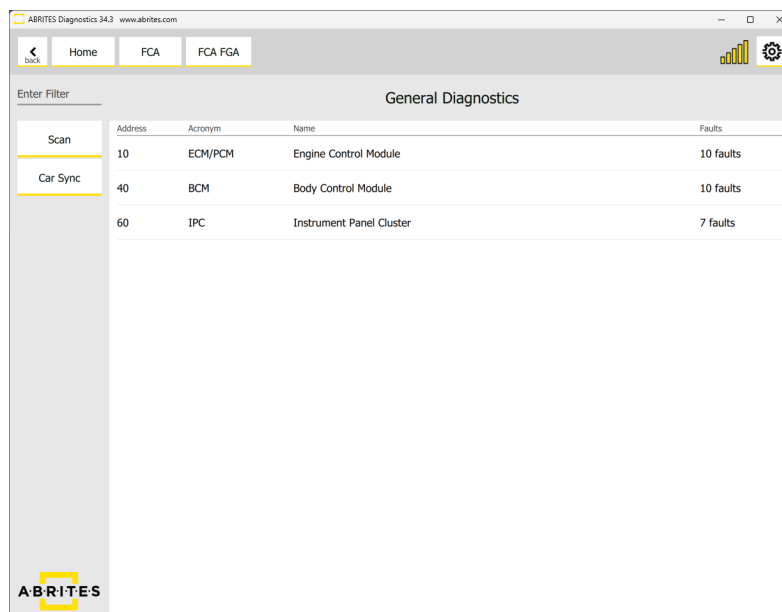 ABRITES Diagnostics 34.3 www.abrites.com
back
Home
FCA
FCA FGA
Enter Filter
General Diagnostics
Scan
Car Sync
Address Acronym Name Faults
10 ECM/PCM Engine Control Module 10 faults
40 BCM Body Control Module 10 faults
60 IPC Instrument Panel Cluster 7 faults
A·B·R·I·T·E·S